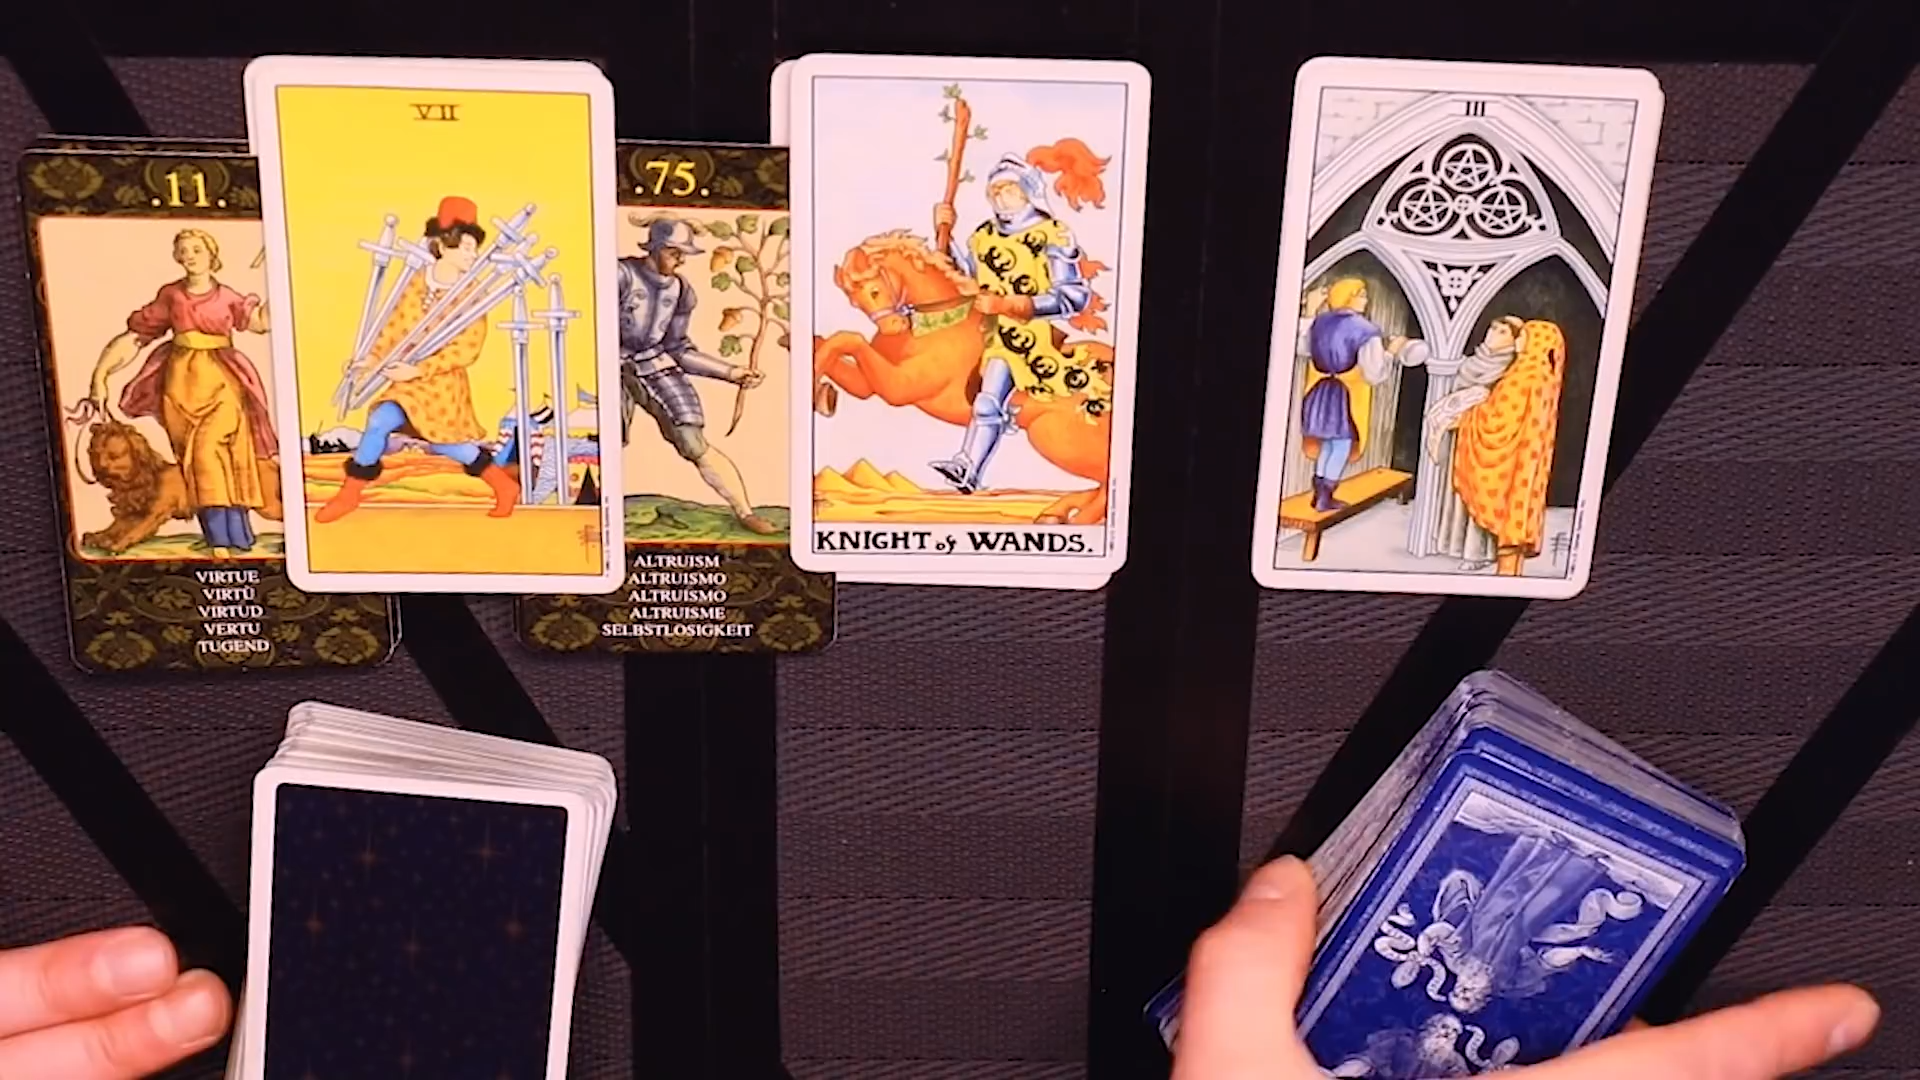 .11.
VII
.75.
III
VIRTUE
VIRTÙ
VIRTUD
VERTU
TUGEND
ALTRUISM
ALTRUISMO
ALTRUISMO
ALTRUISME
SELBSTLOSIGKEIT
KNIGHT of WANDS.